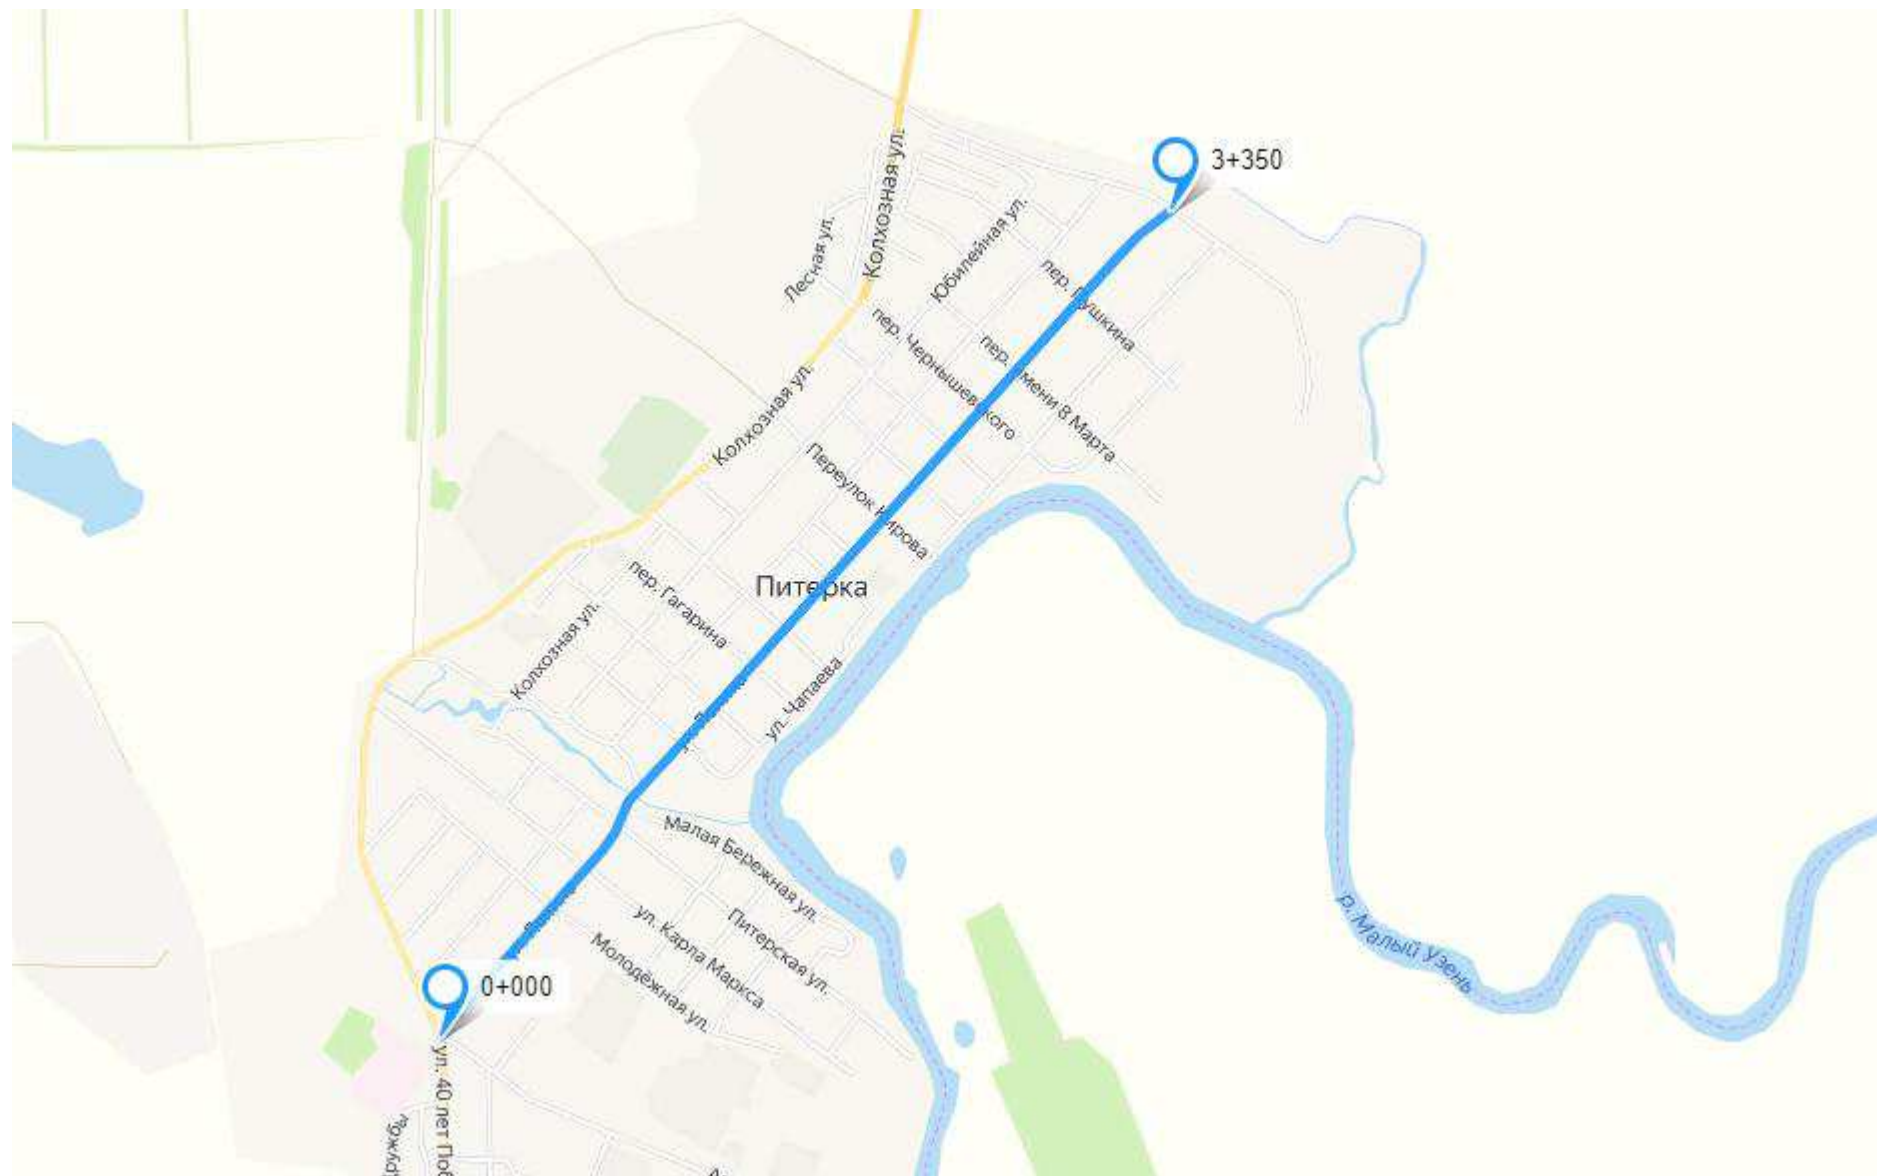 3+350
Колхозная ул.
Лесная ул.
Юбилейная ул.
пер. Пушкина
пер. Чернышевского
пер. имени 8 Марта
Колхозная ул.
Переулок Кирова
Питерка
пер. Гагарина
Колхозная ул.
ул. Чапаева
Малая Бережная ул.
Питерская ул.
ул. Карла Маркса
Молодёжная ул.
р. Малый Узень
0+000
ул. 40 лет Поб